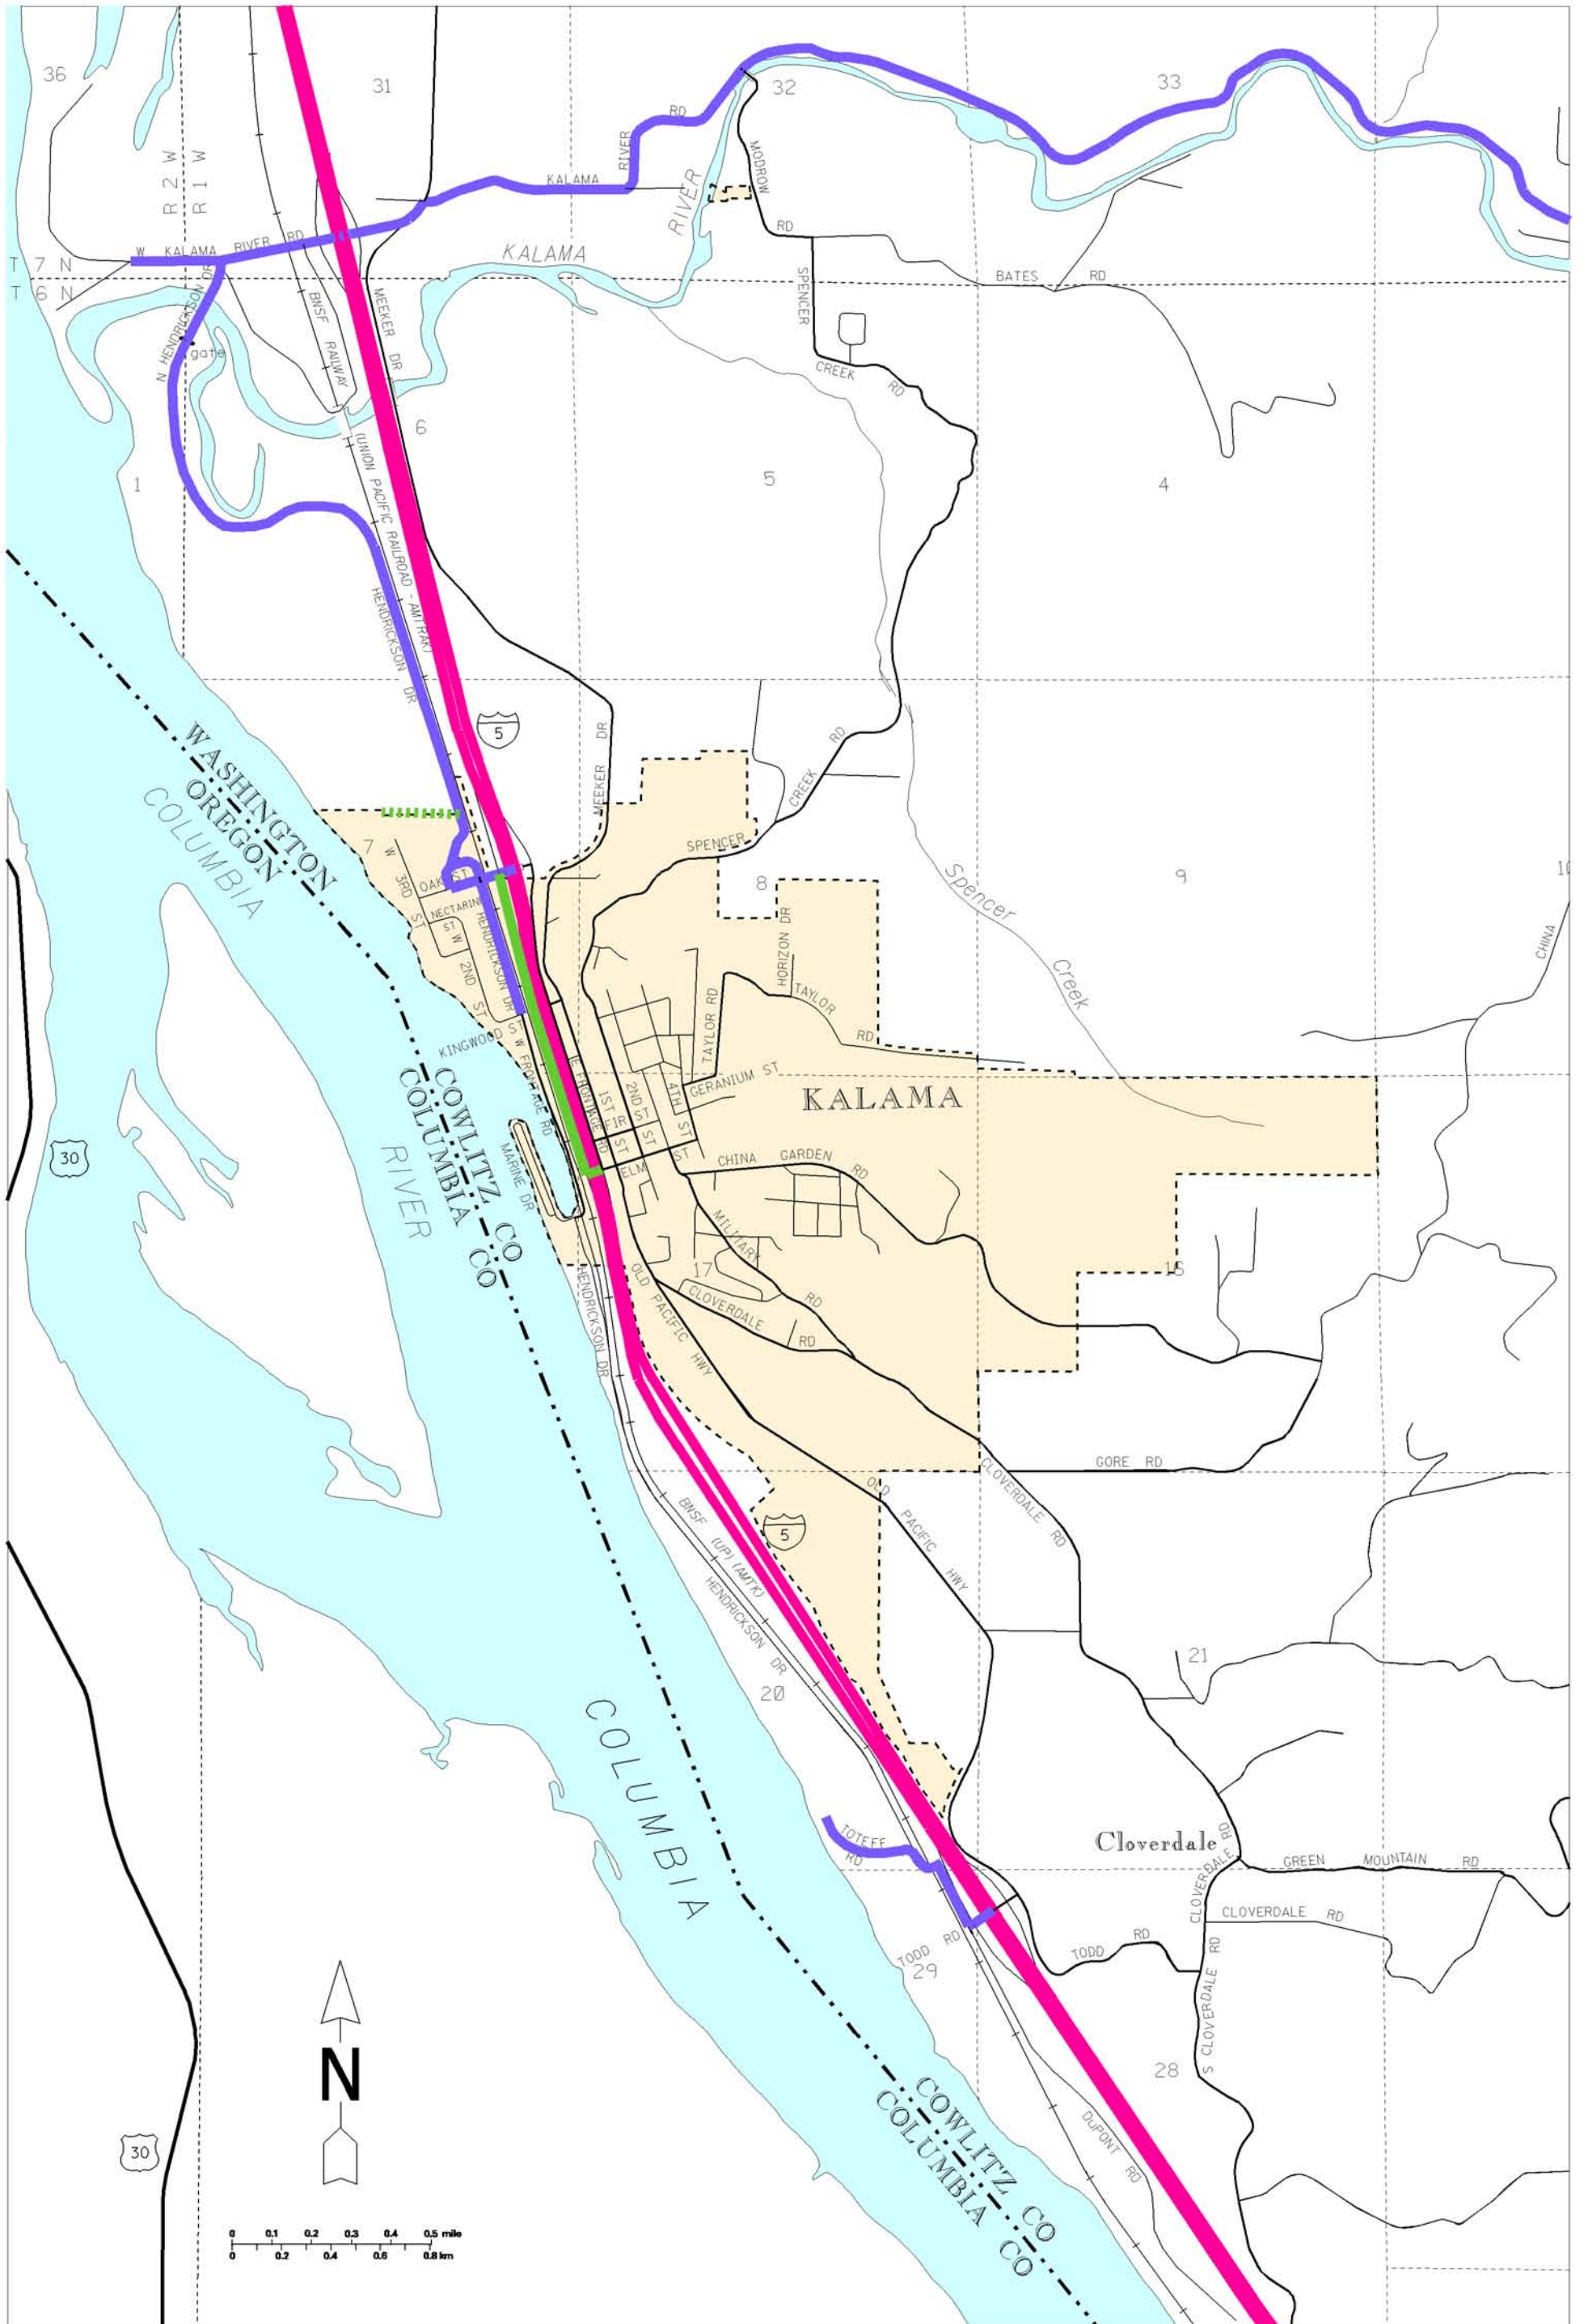 36
31
32
33
RD
RIVER
KALAMA
MODROW
R 2 W
R 1 W
RIVER
RD
W KALAMA RIVER RD
KALAMA
T 7 N
T 6 N
BATES RD
SPENCER
N HENDRICKSON DR
BNSF RAILWAY
MEEKER DR
gate
CREEK RD
6
1
5
4
(UNION PACIFIC RAILROAD - AMTRAK)
HENDRICKSON DR
5
WASHINGTON
OREGON
COLUMBIA
MEEKER DR
CREEK RD
SPENCER
7
W 3RD ST
OAK ST
8
9
10
Spencer
Creek
NECTARINE
ST
W 2ND ST
HENDRICKSON DR
HORIZON DR
CHINA
TAYLOR RD
TAYLOR RD
KINGWOOD ST
W FRONTAGE RD
E FRONTAGE RD
GERANIUM ST
KALAMA
COWLITZ CO
COLUMBIA CO
1ST ST
2ND ST
4TH ST
FIR ST
ELM ST
30
RIVER
MARINE DR
CHINA GARDEN RD
MILITARY RD
17
16
HENDRICKSON DR
OLD PACIFIC HWY
CLOVERDALE RD
GORE RD
CLOVERDALE RD
OLD PACIFIC HWY
5
BNSF (UP) (AMTK)
HENDRICKSON DR
20
21
COLUMBIA
TOTEFF RD
Cloverdale
CLOVERDALE RD
GREEN MOUNTAIN RD
CLOVERDALE RD
TODD RD
TODD RD
29
S CLOVERDALE RD
28
N
30
DuPONT RD
COWLITZ CO
COLUMBIA CO
0 0.1 0.2 0.3 0.4 0.5 mile
0 0.2 0.4 0.6 0.8 km